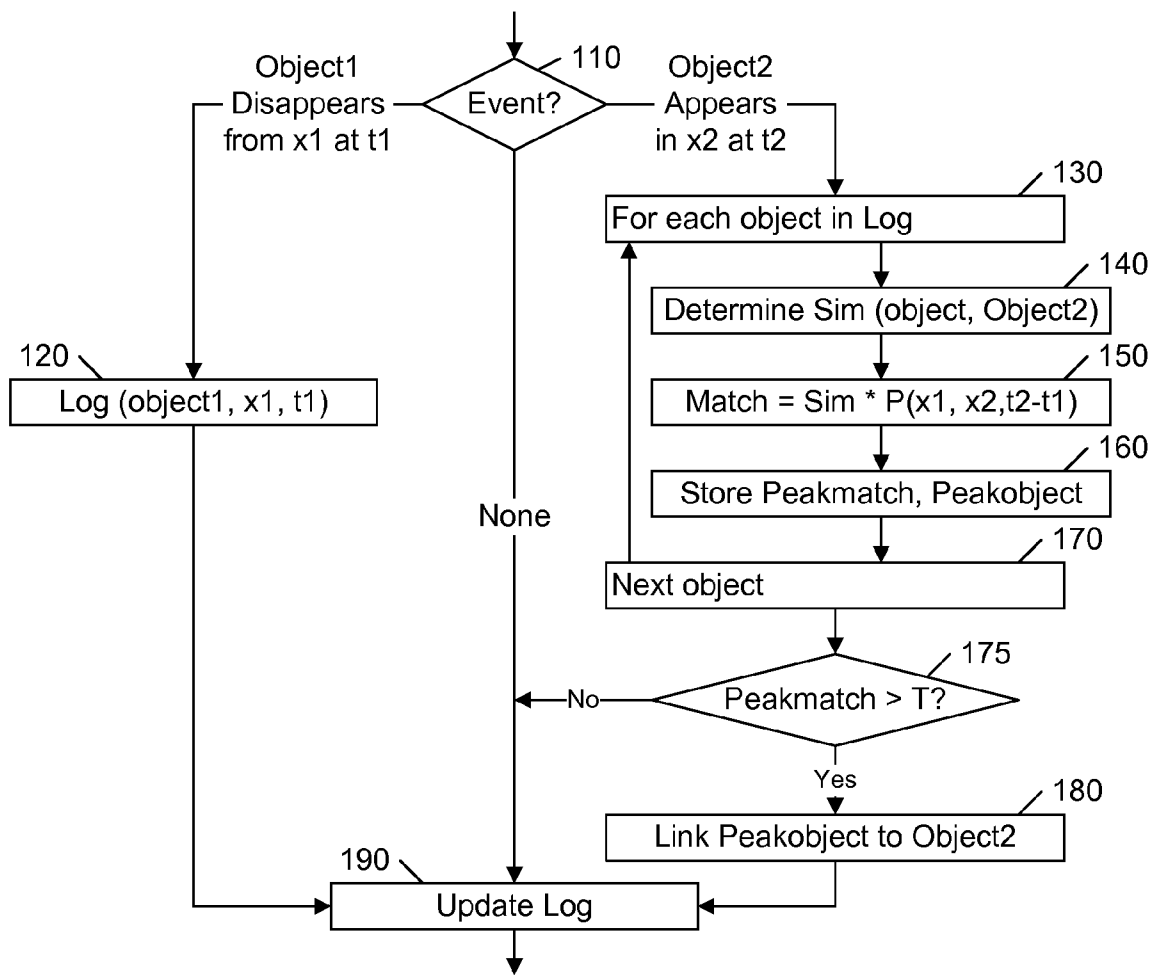 110
Object1
Disappears
from x1 at t1
Event?
Object2
Appears
in x2 at t2
130
For each object in Log
140
Determine Sim (object, Object2)
120
Log (object1, x1, t1)
150
Match = Sim * P(x1, x2,t2-t1)
160
Store Peakmatch, Peakobject
None
170
Next object
175
Peakmatch > T?
No
Yes
180
Link Peakobject to Object2
190
Update Log